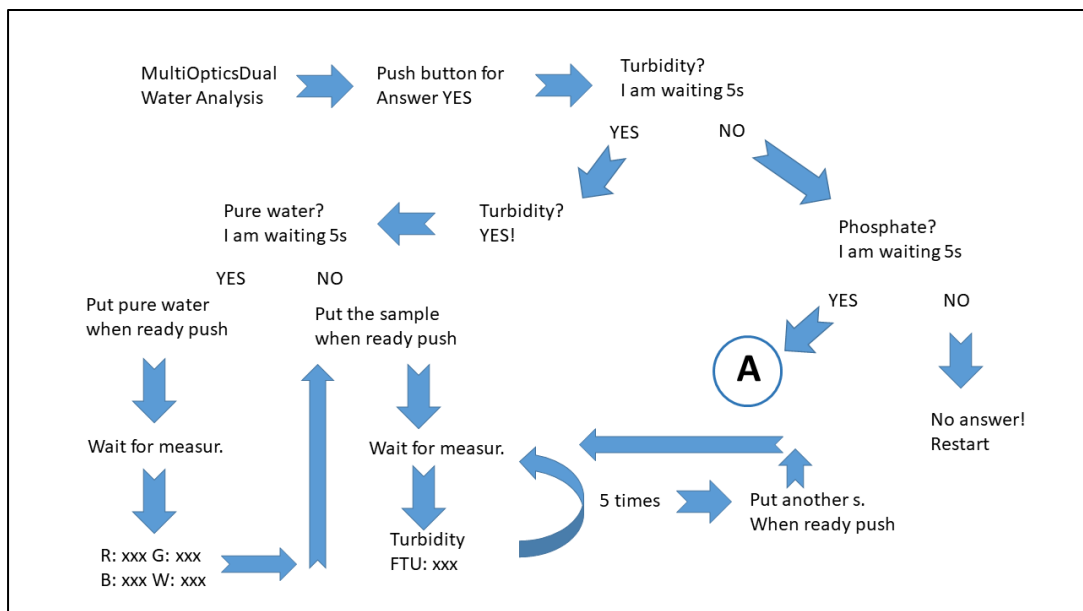 MultiOpticsDual
Water Analysis
Push button for
Answer YES
Turbidity?
I am waiting 5s
YES
NO
Turbidity?
YES!
Pure water?
I am waiting 5s
Phosphate?
I am waiting 5s
YES
NO
YES
NO
Put pure water
when ready push
Put the sample
when ready push
A
No answer!
Restart
Wait for measur.
Wait for measur.
5 times
Put another s.
When ready push
R: xxx G: xxx
B: xxx W: xxx
Turbidity
FTU: xxx